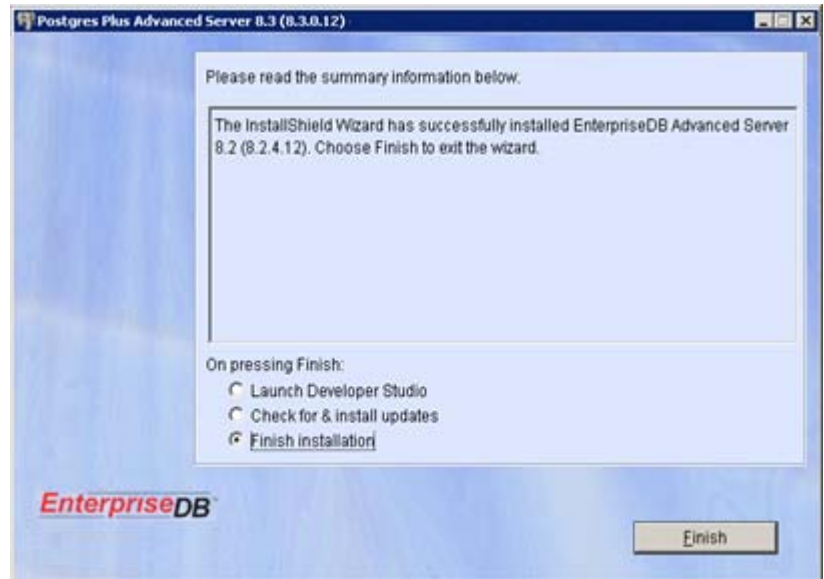 Postgres Plus Advanced Server 8.3 (8.3.0.12)
Please read the summary information below.
The InstallShield Wizard has successfully installed EnterpriseDB Advanced Server
8.2 (8.2.4.12). Choose Finish to exit the wizard.
On pressing Finish:
Launch Developer Studio
Check for & install updates
Finish installation
EnterpriseDB
Finish